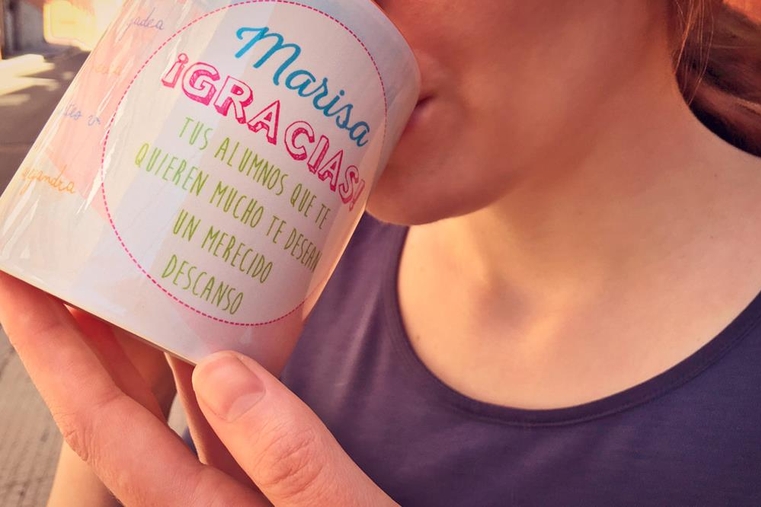 Marisa
¡GRACIAS!
TUS ALUMNOS QUE TE
QUIEREN MUCHO TE DESEAN
UN MERECIDO
DESCANSO